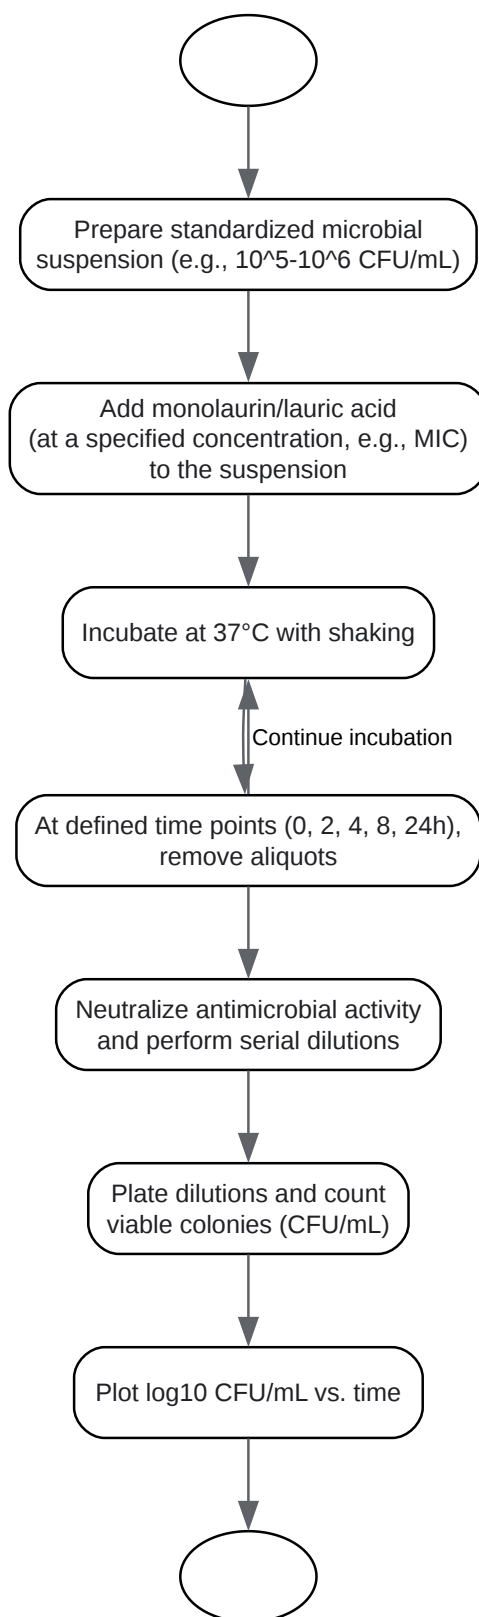 Prepare standardized microbial
suspension (e.g., 10^5-10^6 CFU/mL)
Add monolaurin/lauric acid
(at a specified concentration, e.g., MIC)
to the suspension
Incubate at 37°C with shaking
Continue incubation
At defined time points (0, 2, 4, 8, 24h),
remove aliquots
Neutralize antimicrobial activity
and perform serial dilutions
Plate dilutions and count
viable colonies (CFU/mL)
Plot log10 CFU/mL vs. time